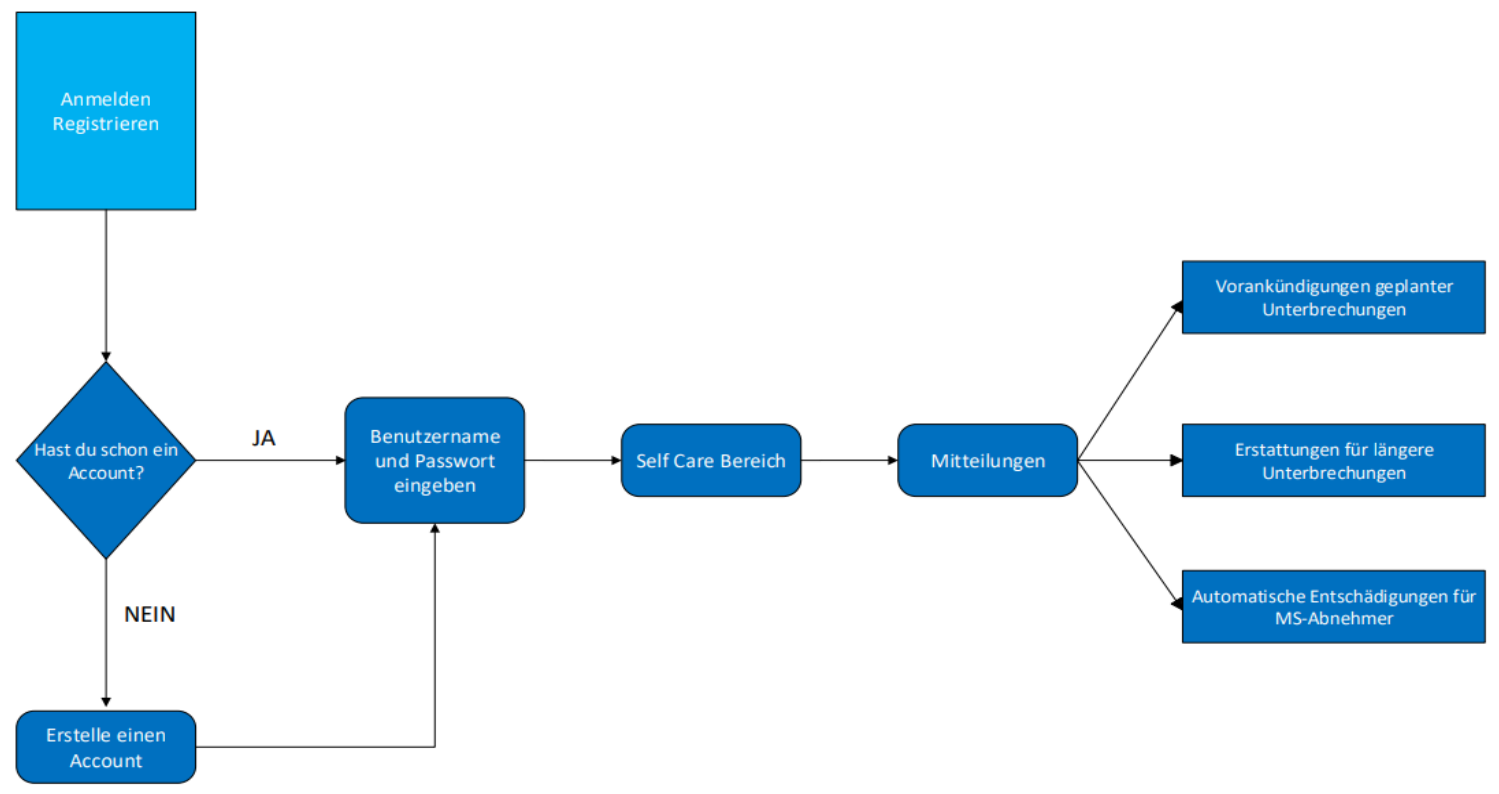 Anmelden
Registrieren
Hast du schon ein
Account?
JA
NEIN
Erstelle einen
Account
Benutzername
und Passwort
eingeben
Self Care Bereich
Mitteilungen
Vorankündigungen geplanter
Unterbrechungen
Erstattungen für längere
Unterbrechungen
Automatische Entschädigungen für
MS-Abnehmer